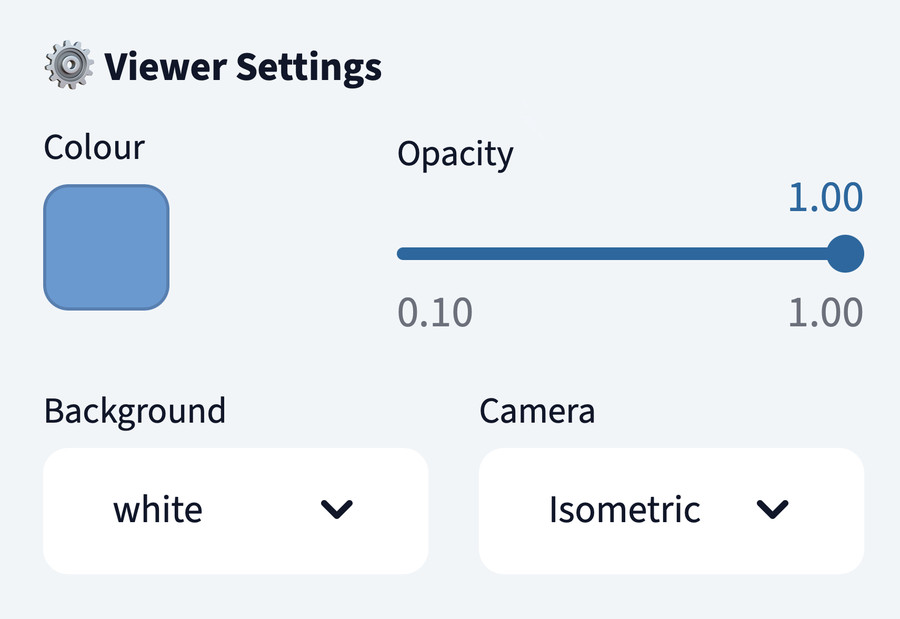 Viewer Settings
Colour
Opacity
1.00
0.10 1.00
Background
Camera
white
Isometric